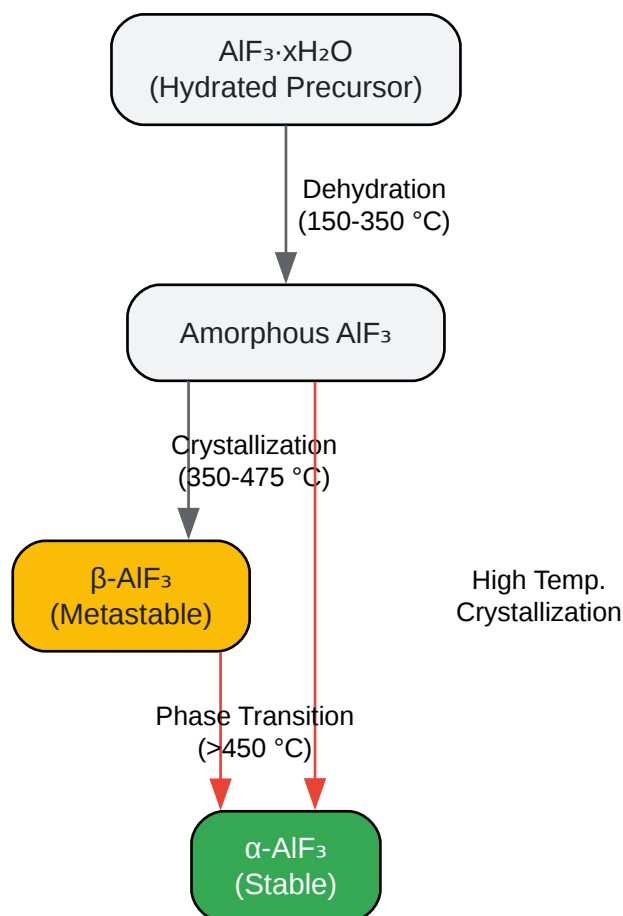 AlF₃·xH₂O
(Hydrated Precursor)
Dehydration
(150-350 °C)
Amorphous AlF₃
Crystallization
(350-475 °C)
β-AlF₃
(Metastable)
High Temp.
Crystallization
Phase Transition
(>450 °C)
α-AlF₃
(Stable)